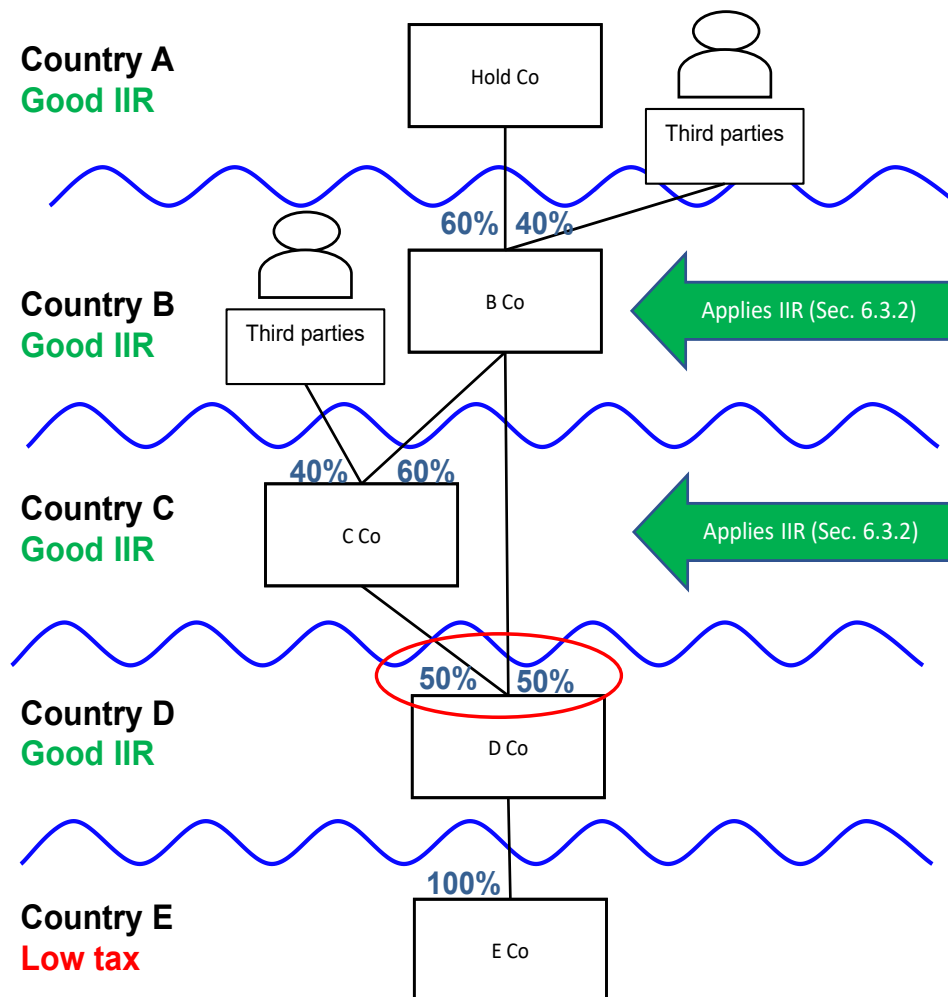 Country A
Good IIR
Hold Co
Third parties
60% 40%
Country B
Good IIR
Third parties
B Co
Applies IIR (Sec. 6.3.2)
40% 60%
Country C
Good IIR
C Co
Applies IIR (Sec. 6.3.2)
50% 50%
Country D
Good IIR
D Co
100%
Country E
Low tax
E Co